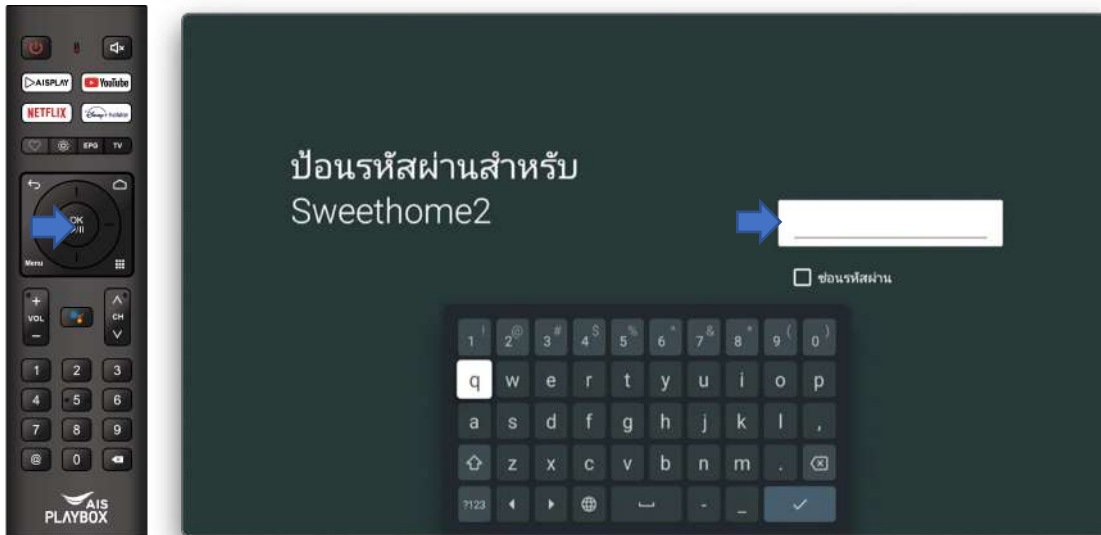 AISPLAY YouTube
NETFLIX Disney+ hotstar
EPG TV
OK
Menu
+
VOL CH
-
1 2 3
4 5 6
7 8 9
@ 0
AIS
PLAYBOX
ป้อนรหัสผ่านสำหรับ
Sweethome2
ซ่อนรหัสผ่าน
1 ! 2 @ 3 # 4 $ 5 % 6 ^ 7 & 8 * 9 ( 0 )
q w e r t y u i o p
a s d f g h j k l ,
z x c v b n m .
?123 - _